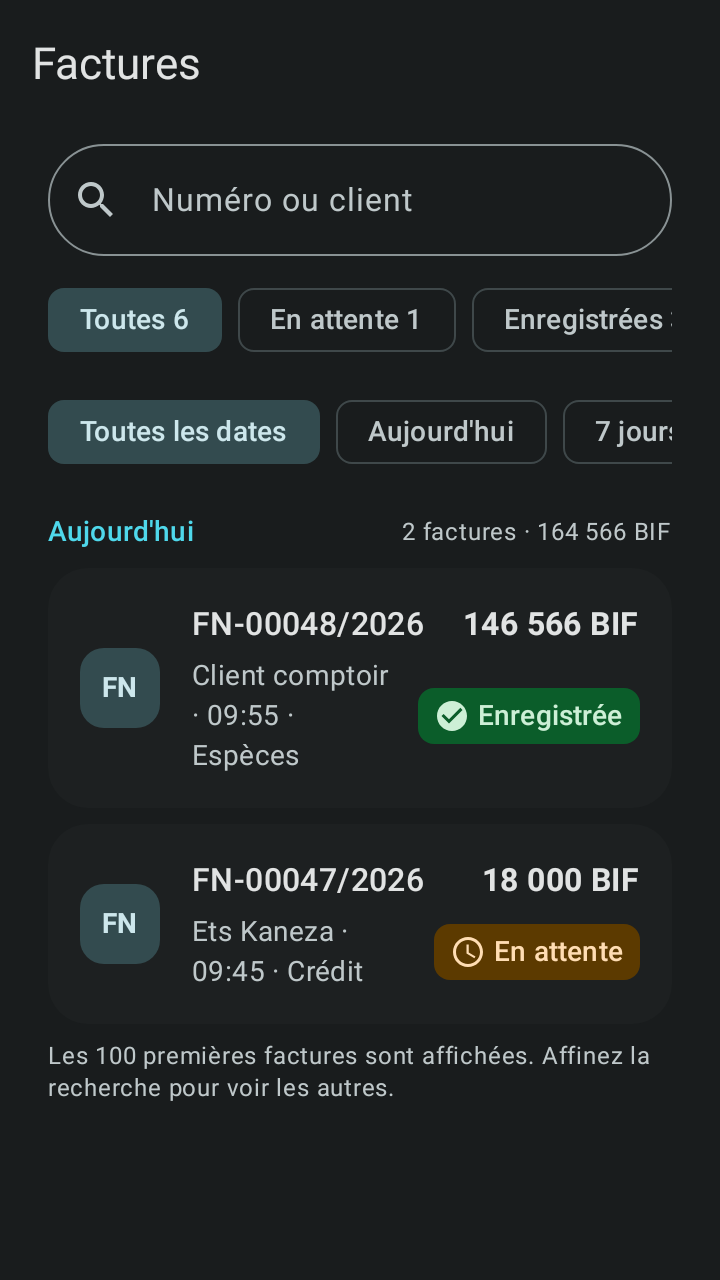 Factures
Numéro ou client
Toutes 6
En attente 1
Enregistrées
Toutes les dates
Aujourd'hui
7 jours
Aujourd'hui
2 factures · 164 566 BIF
FN
FN-00048/2026
146 566 BIF
Client comptoir
· 09:55 ·
Espèces
Enregistrée
FN
FN-00047/2026
18 000 BIF
Ets Kaneza ·
09:45 · Crédit
En attente
Les 100 premières factures sont affichées. Affinez la
recherche pour voir les autres.